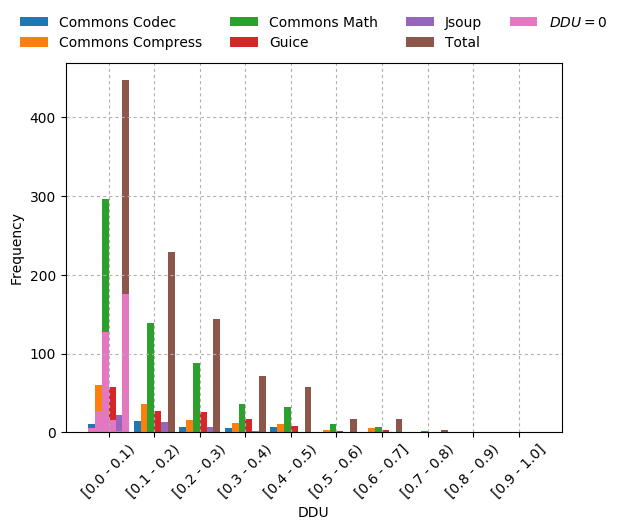 Commons Codec Commons Math Jsoup DDU = 0
Commons Compress Guice Total
400
300
200
100
0
Frequency
[0.0 - 0.1) [0.1 - 0.2) [0.2 - 0.3) [0.3 - 0.4) [0.4 - 0.5) [0.5 - 0.6) [0.6 - 0.7] [0.7 - 0.8) [0.8 - 0.9) [0.9 - 1.0]
DDU